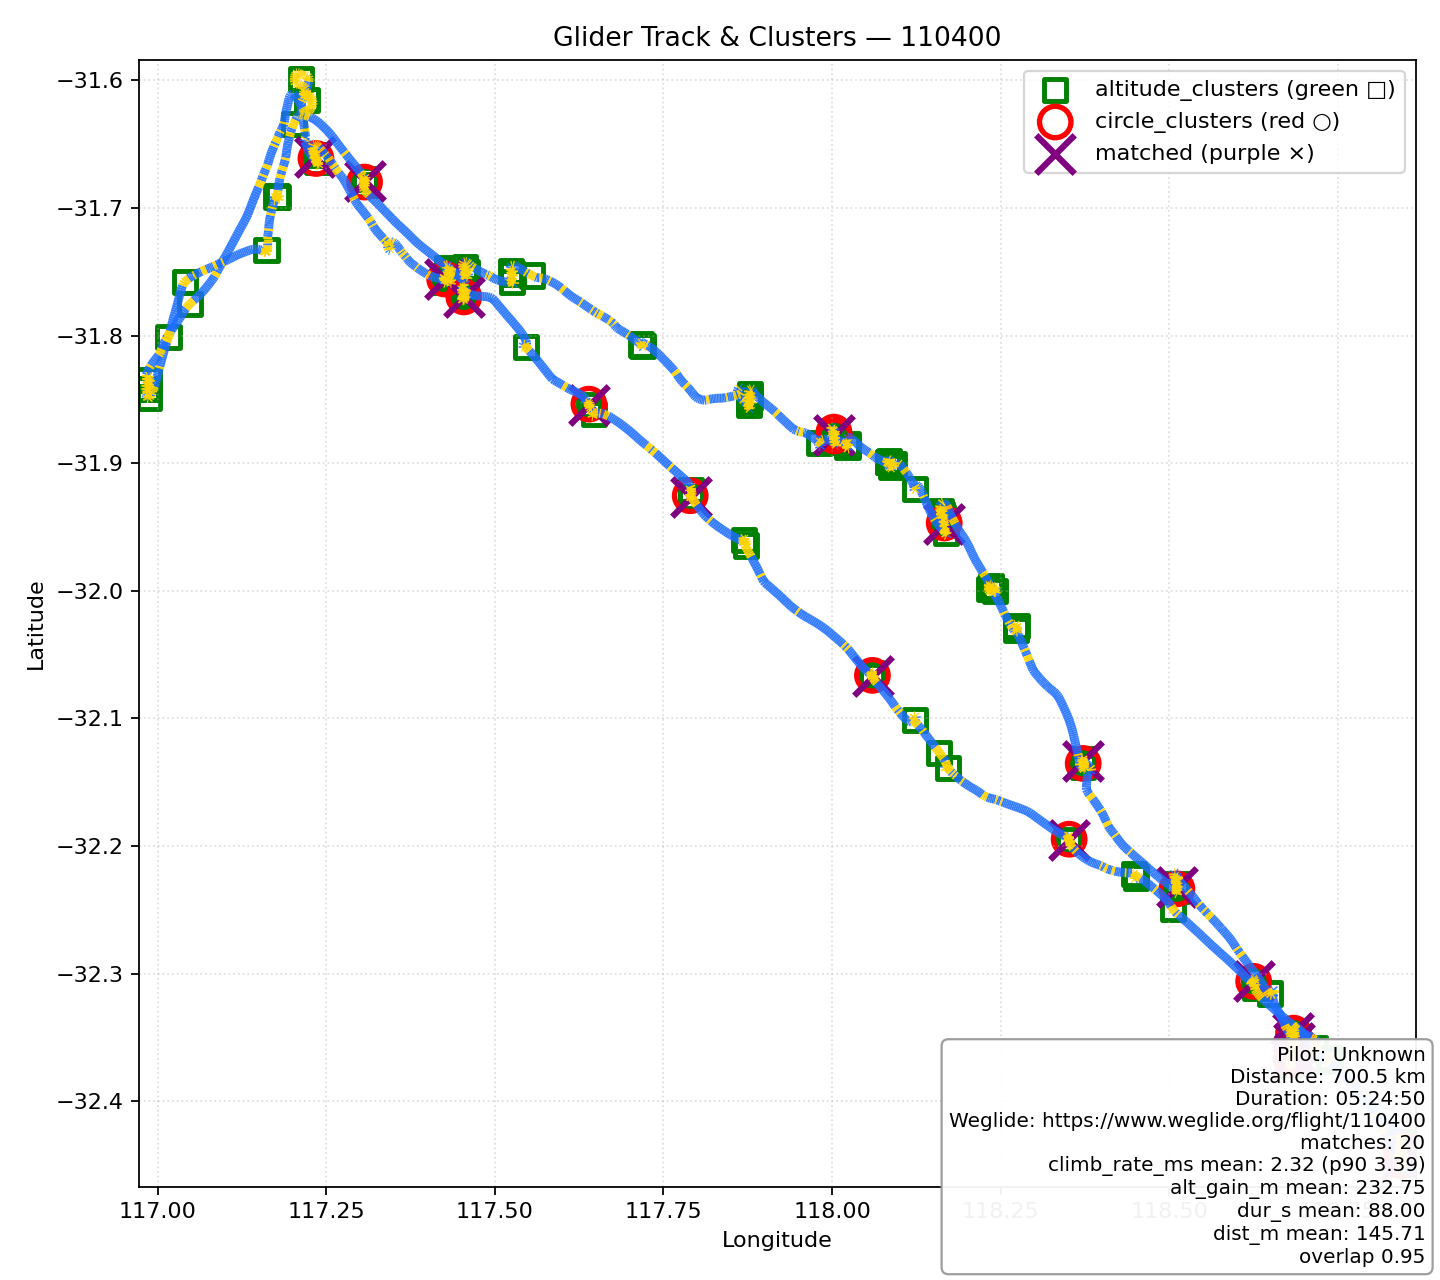 Glider Track & Clusters — 110400
altitude_clusters (green □)
circle_clusters (red ○)
matched (purple ×)
Latitude
−31.6
−31.7
−31.8
−31.9
−32.0
−32.1
−32.2
−32.3
−32.4
117.00 117.25 117.50 117.75 118.00 118.25 118.50
Longitude
Pilot: Unknown
Distance: 700.5 km
Duration: 05:24:50
Weglide: https://www.weglide.org/flight/110400
matches: 20
climb_rate_ms mean: 2.32 (p90 3.39)
alt_gain_m mean: 232.75
dur_s mean: 88.00
dist_m mean: 145.71
overlap 0.95